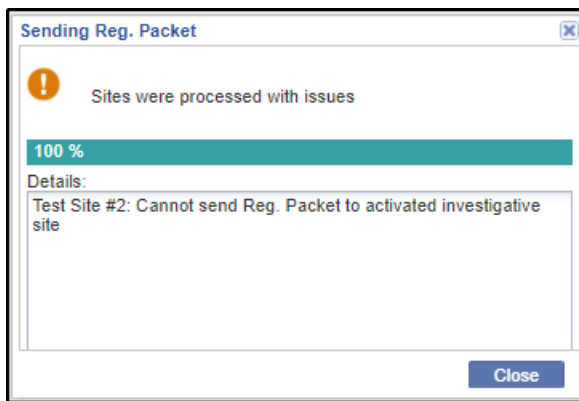 Sending Reg. Packet
Sites were processed with issues
100 %
Details:
Test Site #2: Cannot send Reg. Packet to activated investigative
site
Close